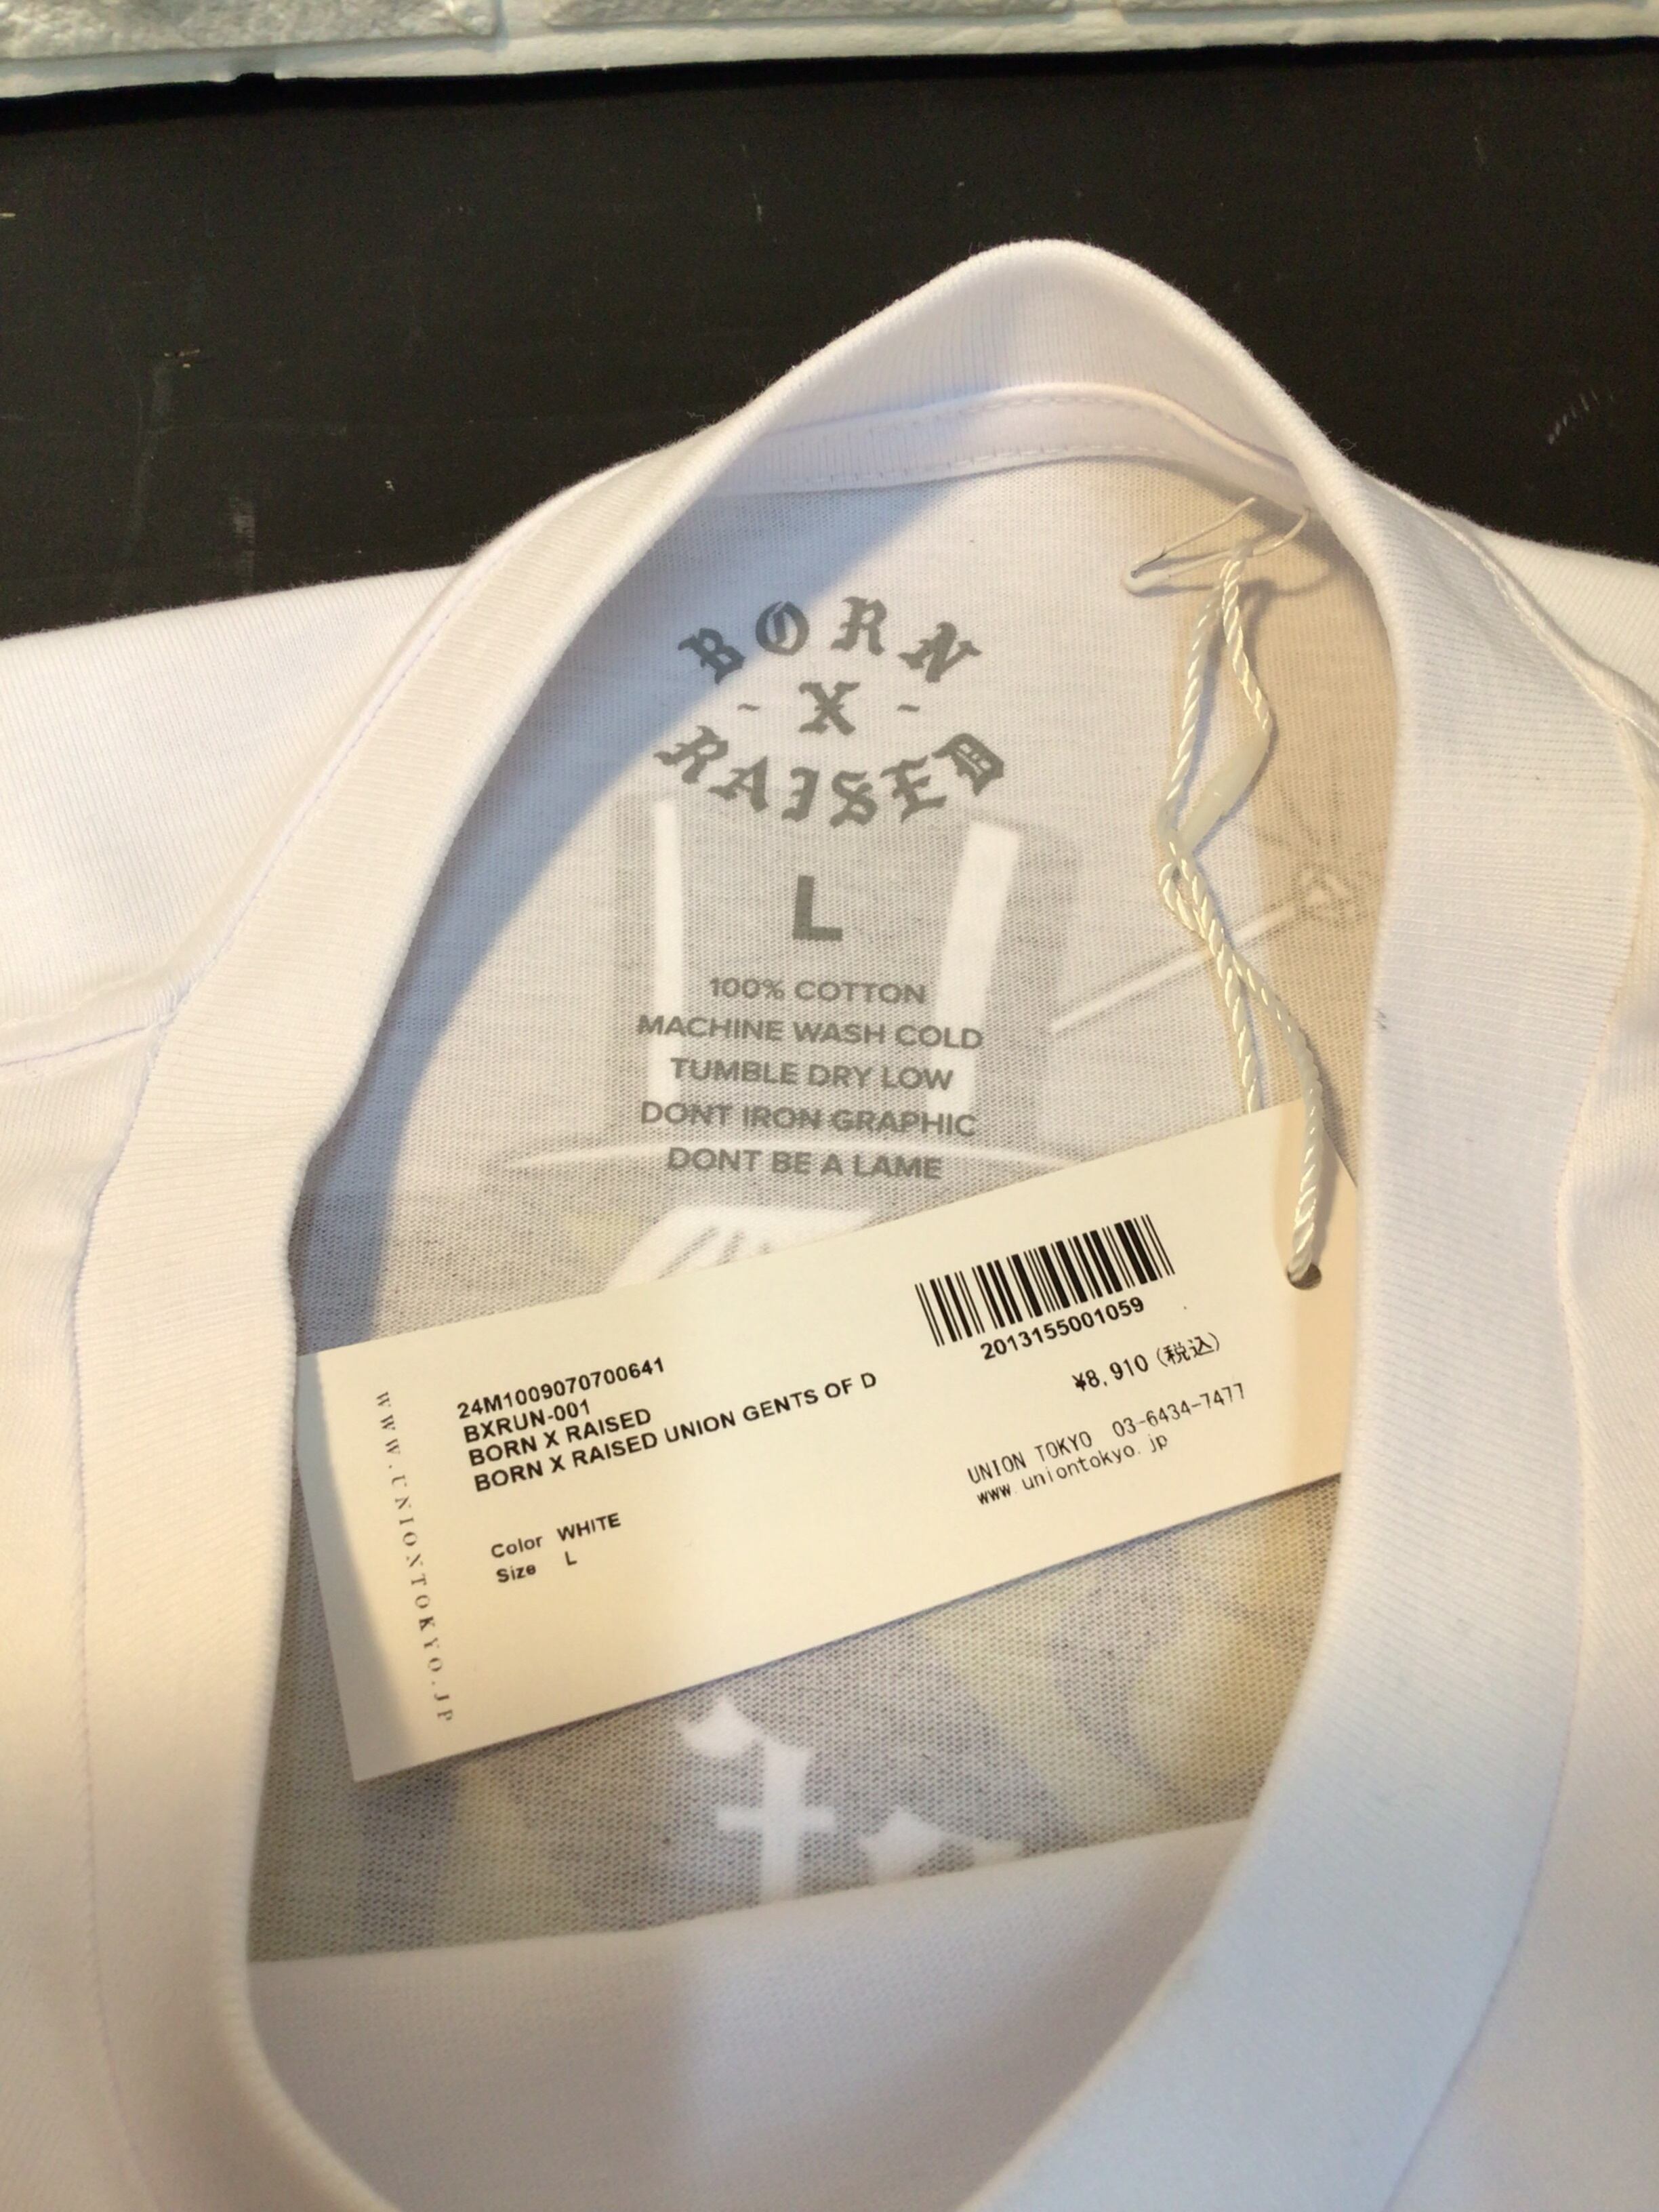 BORN
- X -
RAISED
L
100% COTTON
MACHINE WASH COLD
TUMBLE DRY LOW
DONT IRON GRAPHIC
DONT BE A LAME
2013155001059
¥8,910 (税込)
24M1009070700641
BXRUN-001
BORN X RAISED
BORN X RAISED UNION GENTS OF D
Color WHITE
Size L
UNION TOKYO 03-6434-7477
www.uniontokyo.jp
WWW.UNIONTOKYO.JP